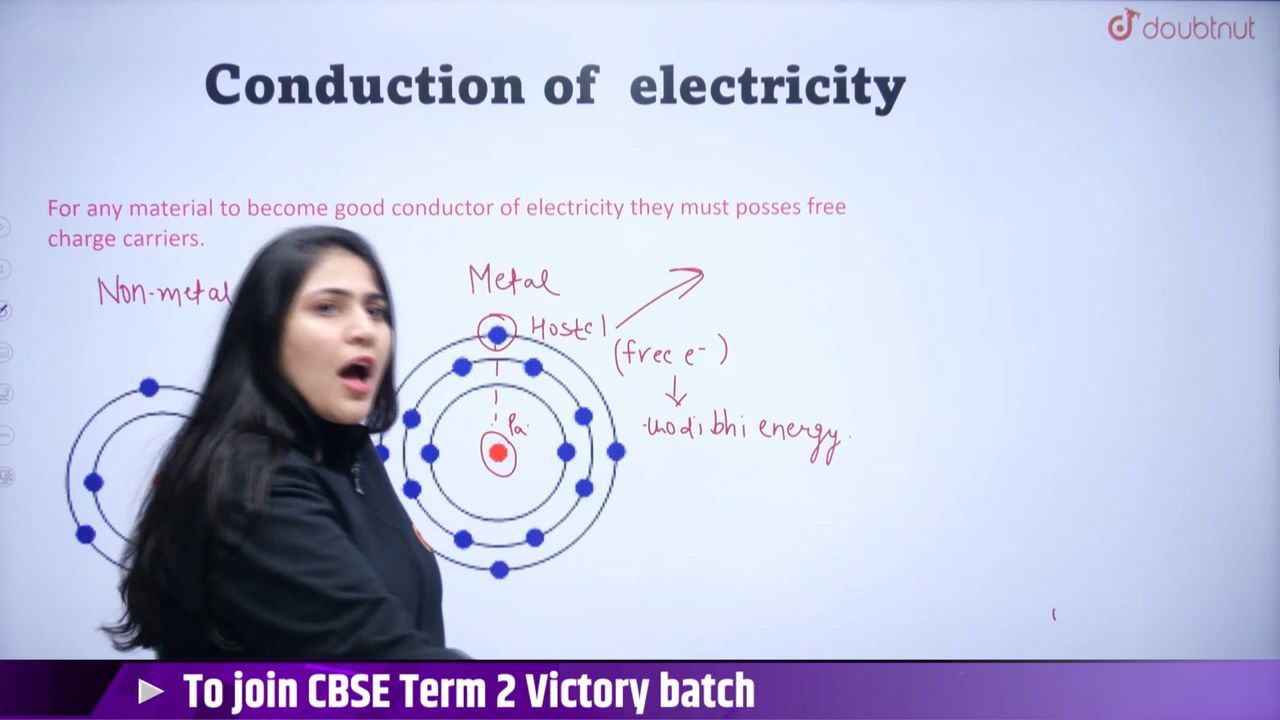 doubtnut
Conduction of electricity
For any material to become good conductor of electricity they must posses free
charge carriers.
Non-metal
Metal
Hostel
(free e-)
bhi energy.
To join CBSE Term 2 Victory batch